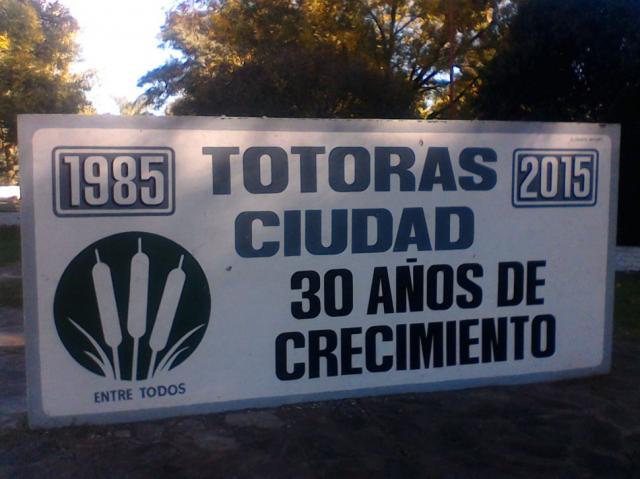 1985 TOTORAS 2015
CIUDAD
30 AÑOS DE
CRECIMIENTO
ENTRE TODOS